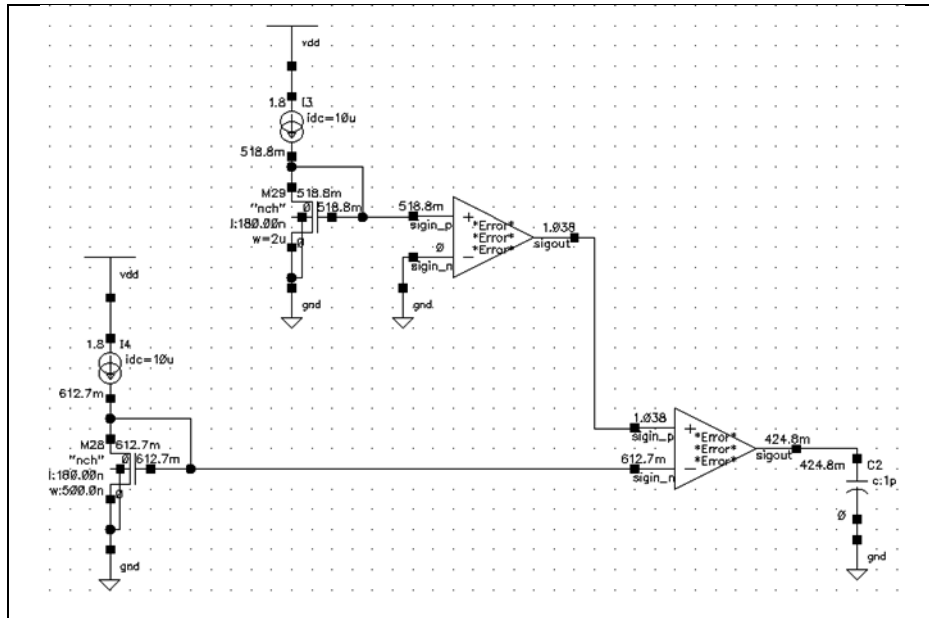 vdd
1.8 I3
idc=10u
518.8m
M29 518.8m
"nch" 0 518.8m
l:180.00n
w=2u 0
gnd
518.8m
sigin_p
+
*Error*
*Error*
*Error*
1.038
sigout
0
sigin_n
−
gnd
vdd
1.8 I4
idc=10u
612.7m
M28 612.7m
"nch" 0 612.7m
l:180.00n
w:500.0n 0
gnd
1.038
sigin_p
+
*Error*
*Error*
*Error*
612.7m
sigin_n
−
424.8m
sigout
424.8m C2
c:1p
0
gnd